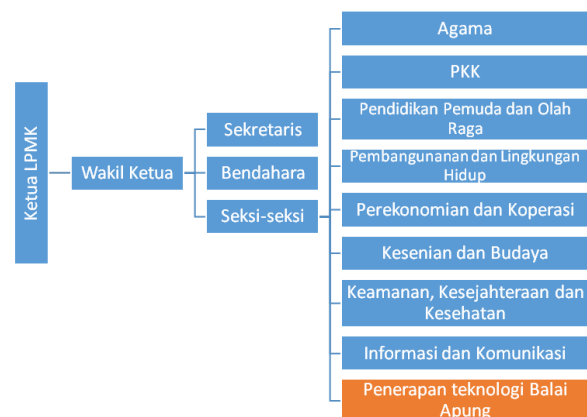 Ketua LPMK
Wakil Ketua
Sekretaris
Bendahara
Seksi-seksi
Agama
PKK
Pendidikan Pemuda dan Olah
Raga
Pembangunanan dan Lingkungan
Hidup
Perekonomian dan Koperasi
Kesenian dan Budaya
Keamanan, Kesejahteraan dan
Kesehatan
Informasi dan Komunikasi
Penerapan teknologi Balai
Apung